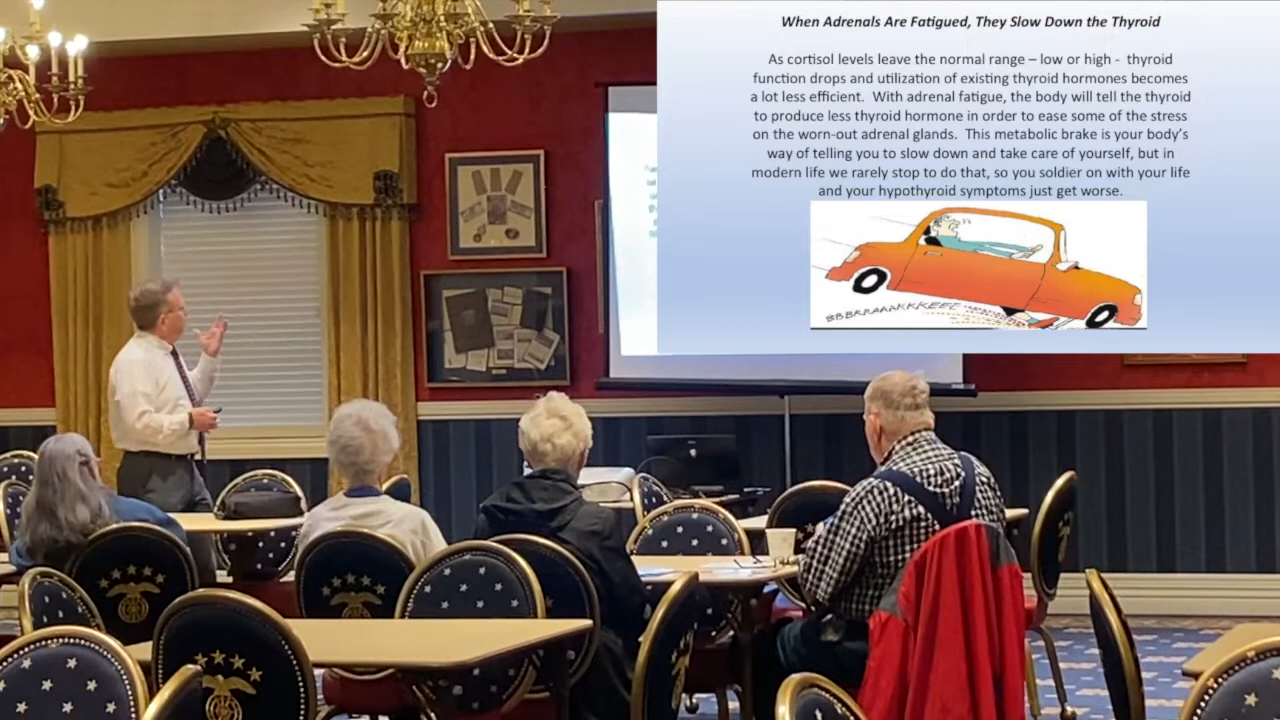 When Adrenals Are Fatigued, They Slow Down the Thyroid
As cortisol levels leave the normal range – low or high - thyroid
function drops and utilization of existing thyroid hormones becomes
a lot less efficient. With adrenal fatigue, the body will tell the thyroid
to produce less thyroid hormone in order to ease some of the stress
on the worn-out adrenal glands. This metabolic brake is your body's
way of telling you to slow down and take care of yourself, but in
modern life we rarely stop to do that, so you soldier on with your life
and your hypothyroid symptoms just get worse.